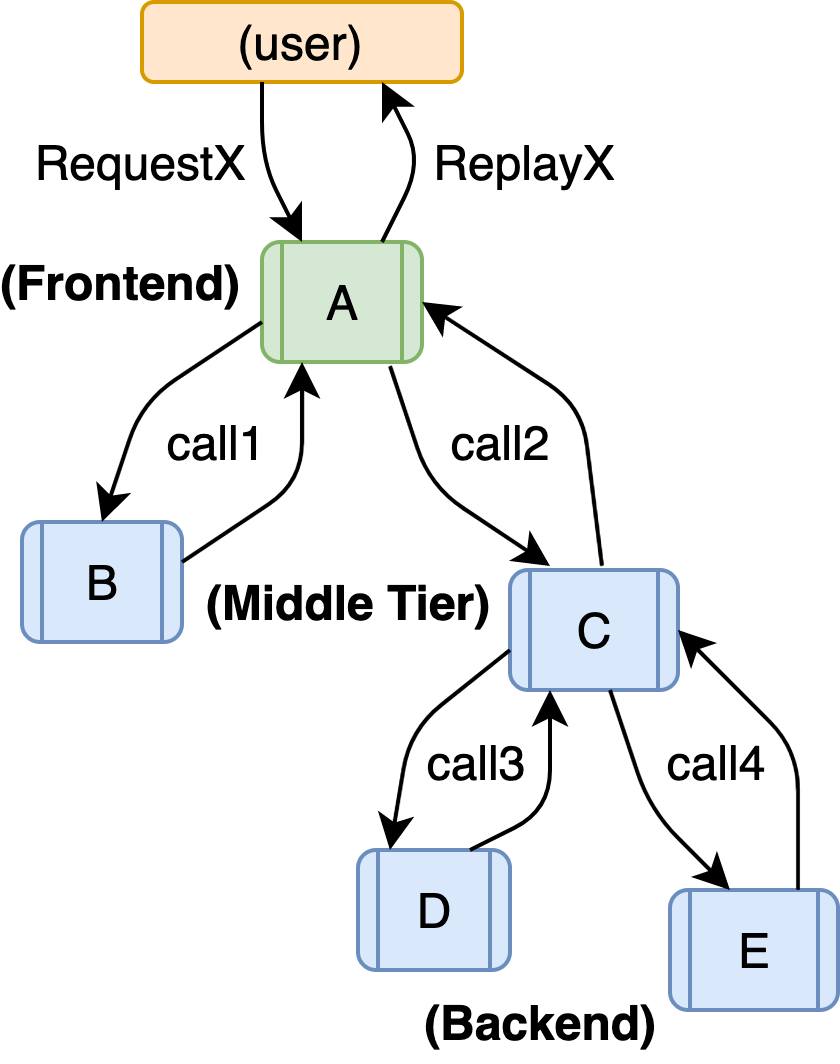 (user)
RequestX
ReplayX
(Frontend)
A
call1
call2
B
(Middle Tier)
C
call3
call4
D
E
(Backend)